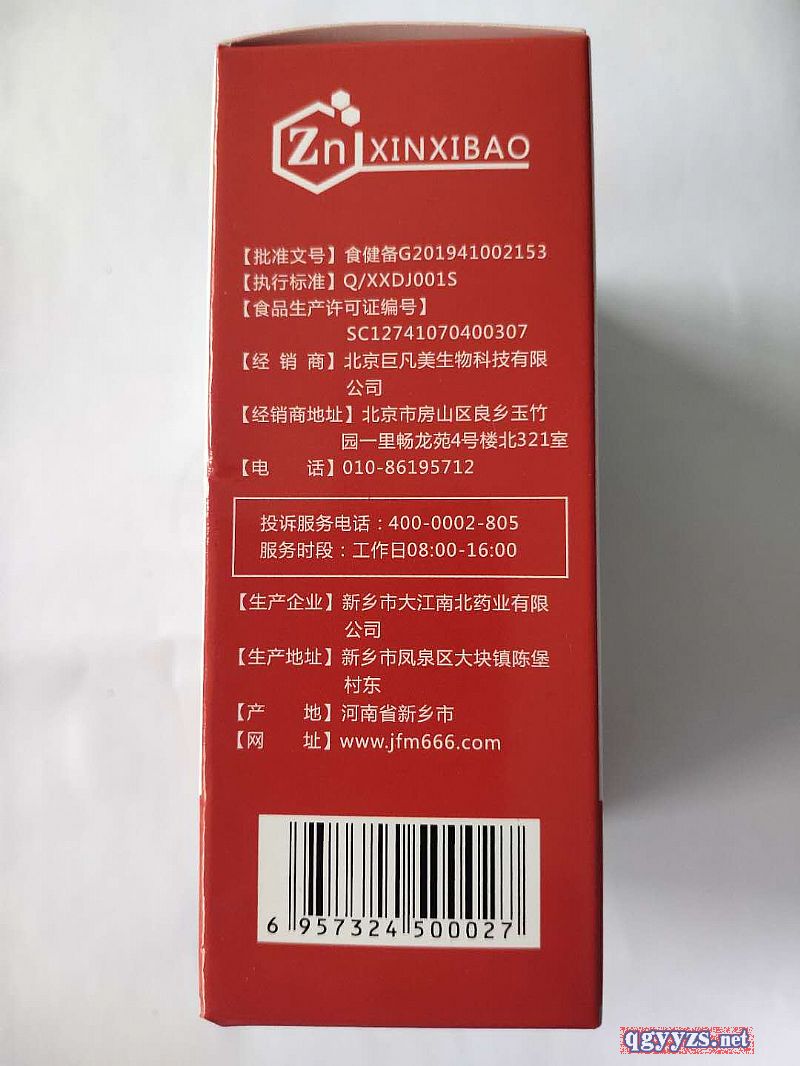 Zn XINXIBAO
【批准文号】食健备G201941002153
【执行标准】Q/XXDJ001S
【食品生产许可证编号】
SC12741070400307
【经 销 商】北京巨凡美生物科技有限
公司
【经销商地址】北京市房山区良乡玉竹
园一里畅龙苑4号楼北321室
【电 话】010-86195712
投诉服务电话：400-0002-805
服务时段：工作日08:00-16:00
【生产企业】新乡市大江南北药业有限
公司
【生产地址】新乡市凤泉区大块镇陈堡
村东
【产 地】河南省新乡市
【网 址】www.jfm666.com
6 957324 500027
qgyyzs.net